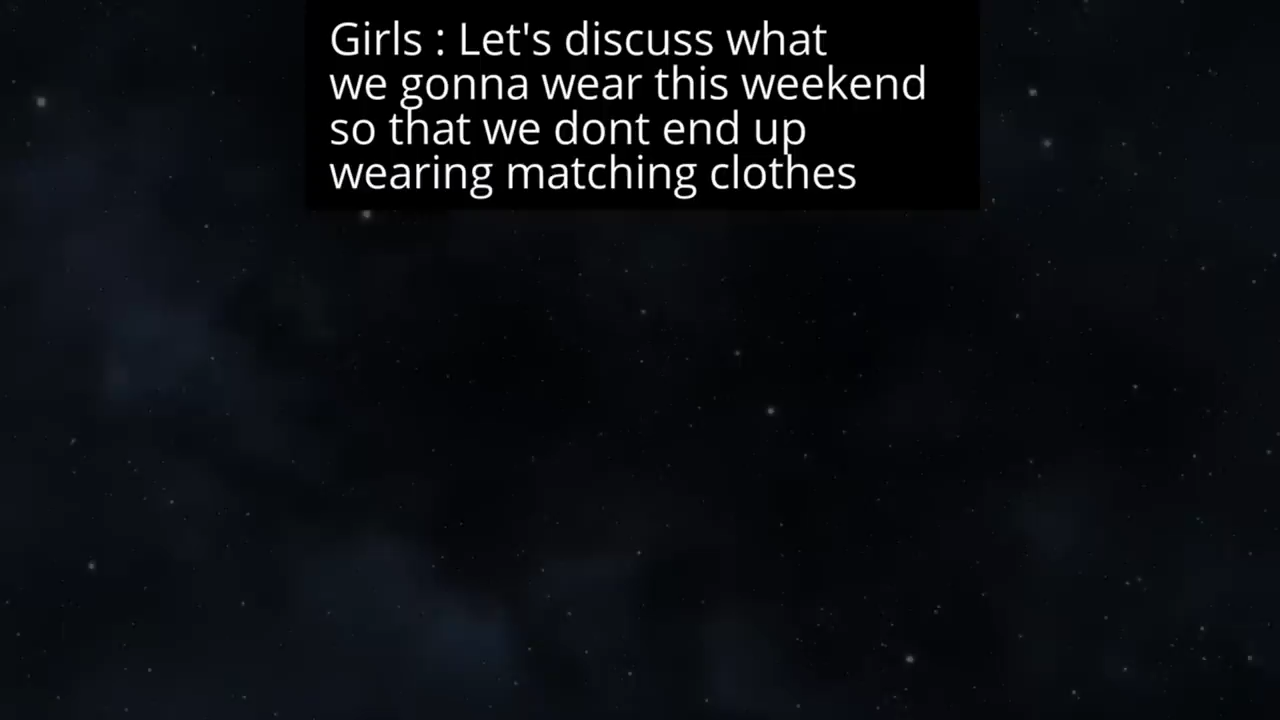 Girls : Let's discuss what
we gonna wear this weekend
so that we dont end up
wearing matching clothes